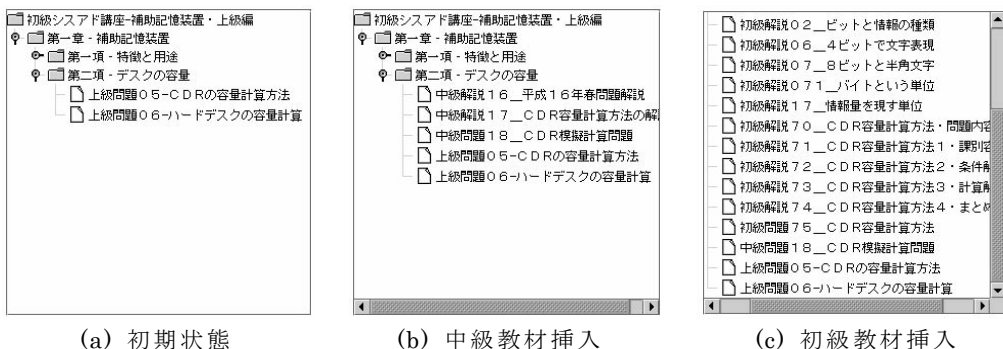 初級シスアド講座-補助記憶装置・上級編
第一章 - 補助記憶装置
第一項 - 特徴と用途
第二項 - デスクの容量
上級問題05-CDRの容量計算方法
上級問題06-ハードデスクの容量計算
(a) 初期状態
初級シスアド講座-補助記憶装置・上級編
第一章 - 補助記憶装置
第一項 - 特徴と用途
第二項 - デスクの容量
中級解説16__平成16年春問題解説
中級解説17__CDR容量計算方法の解
中級問題18__CDR模擬計算問題
上級問題05-CDRの容量計算方法
上級問題06-ハードデスクの容量計算
(b) 中級教材挿入
初級解説02__ビットと情報の種類
初級解説06__4ビットで文字表現
初級解説07__8ビットと半角文字
初級解説071__バイトという単位
初級解説17__情報量を現す単位
初級解説70__CDR容量計算方法・問題内容
初級解説71__CDR容量計算方法1・課別
初級解説72__CDR容量計算方法2・条件
初級解説73__CDR容量計算方法3・計算
初級解説74__CDR容量計算方法4・まとめ
初級問題75__CDR容量計算方法
中級問題18__CDR模擬計算問題
上級問題05-CDRの容量計算方法
上級問題06-ハードデスクの容量計算
(c) 初級教材挿入